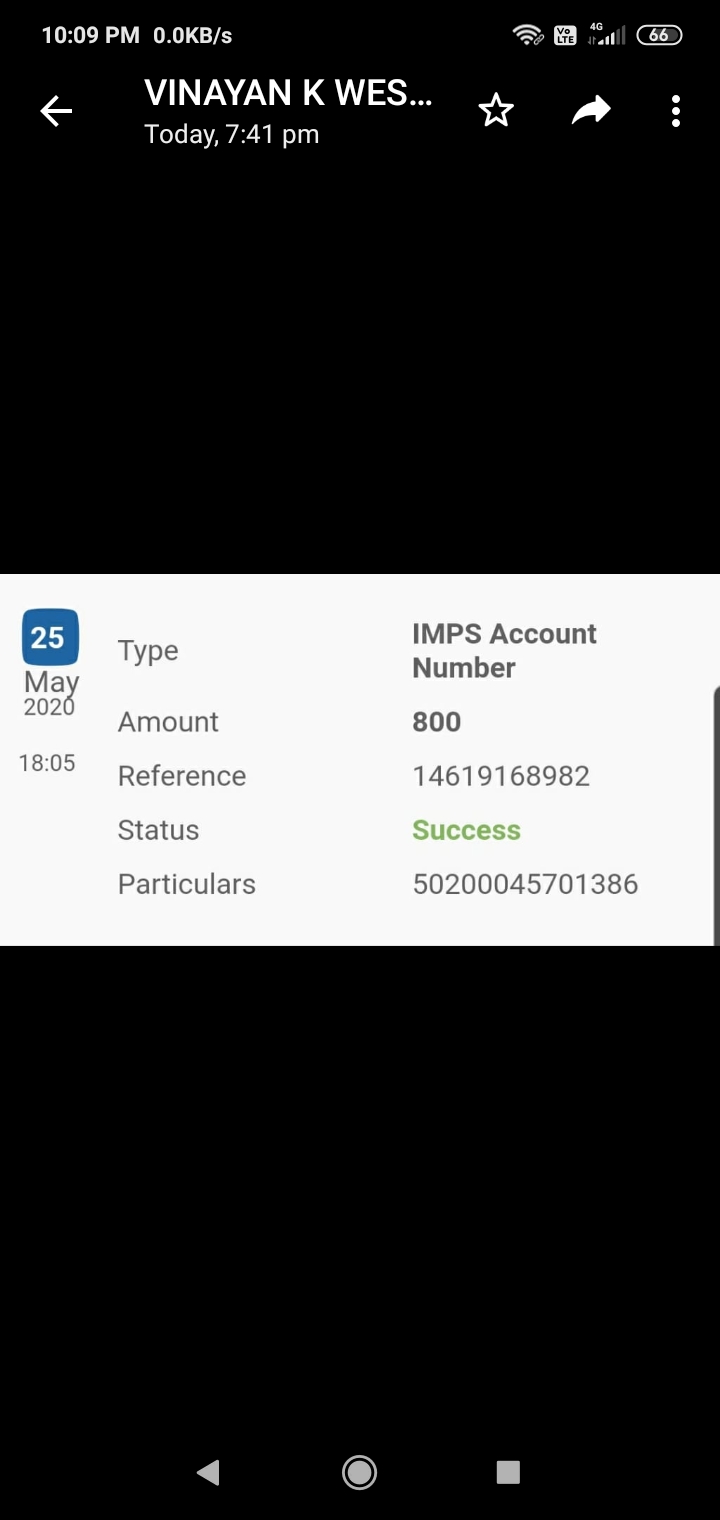 10:09 PM 0.0KB/s Vo LTE 4G 66
VINAYAN K WES...
Today, 7:41 pm
25
May
2020
18:05
Type IMPS Account
Number
Amount 800
Reference 14619168982
Status Success
Particulars 50200045701386